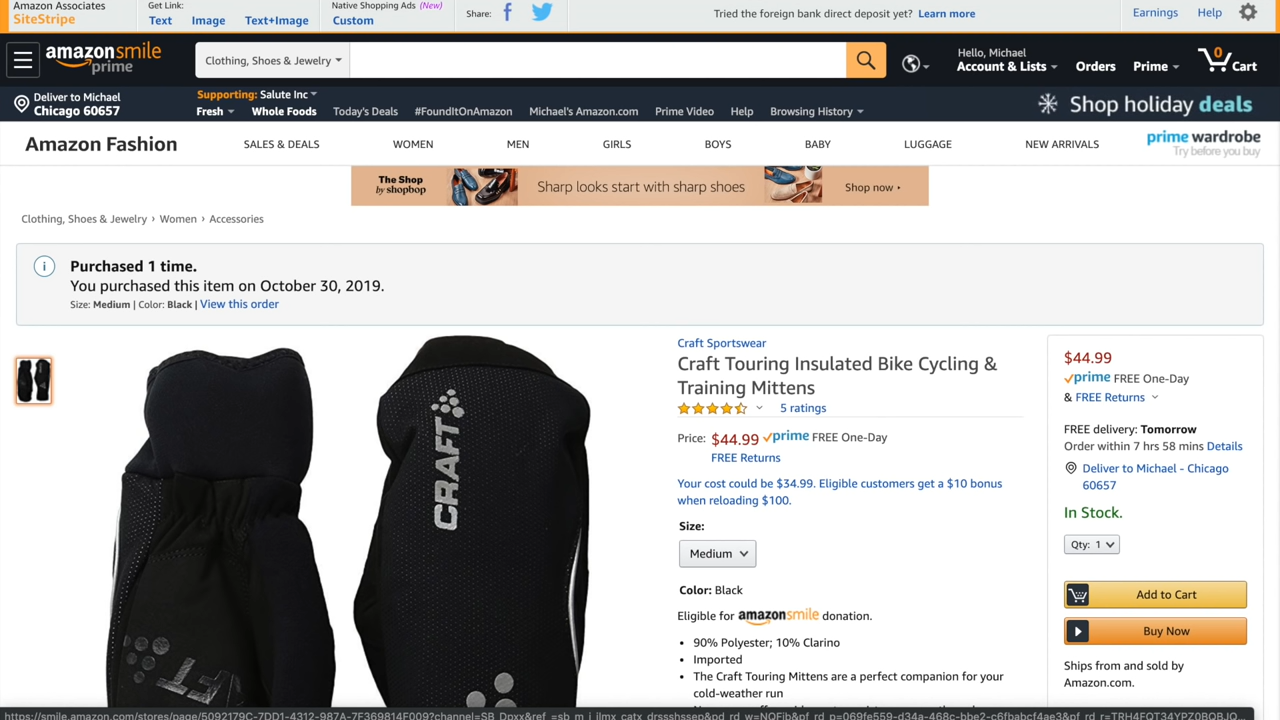 Amazon Associates
SiteStripe
Get Link:
Text Image Text+Image
Native Shopping Ads (New)
Custom
Share:
Tried the foreign bank direct deposit yet? Learn more
Earnings Help
amazonsmile
prime
Clothing, Shoes & Jewelry
Hello, Michael
Account & Lists
Orders
Prime
0
Cart
Deliver to Michael
Chicago 60657
Supporting: Salute Inc
Fresh Whole Foods Today's Deals #FoundItOnAmazon Michael's Amazon.com Prime Video Help Browsing History
Shop holiday deals
Amazon Fashion
SALES & DEALS WOMEN MEN GIRLS BOYS BABY LUGGAGE NEW ARRIVALS
prime wardrobe
Try before you buy
The Shop
by shopbop
Sharp looks start with sharp shoes
Shop now
Clothing, Shoes & Jewelry › Women › Accessories
Purchased 1 time.
You purchased this item on October 30, 2019.
Size: Medium | Color: Black | View this order
CRAFT
Craft Sportswear
Craft Touring Insulated Bike Cycling &
Training Mittens
5 ratings
Price: $44.99 prime FREE One-Day
FREE Returns
Your cost could be $34.99. Eligible customers get a $10 bonus
when reloading $100.
Size:
Medium
Color: Black
Eligible for amazonsmile donation.
• 90% Polyester; 10% Clarino
• Imported
• The Craft Touring Mittens are a perfect companion for your
cold-weather run
$44.99
prime FREE One-Day
& FREE Returns
FREE delivery: Tomorrow
Order within 7 hrs 58 mins Details
Deliver to Michael - Chicago
60657
In Stock.
Qty: 1
Add to Cart
Buy Now
Ships from and sold by
Amazon.com.